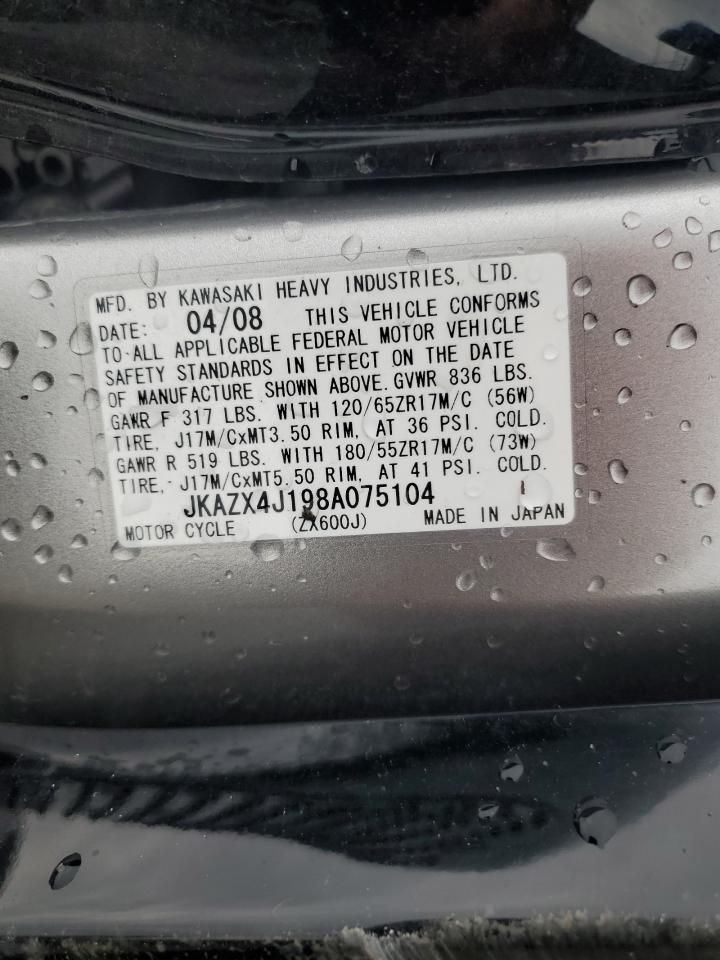 MFD. BY KAWASAKI HEAVY INDUSTRIES, LTD.
DATE: 04/08 THIS VEHICLE CONFORMS
TO ALL APPLICABLE FEDERAL MOTOR VEHICLE
SAFETY STANDARDS IN EFFECT ON THE DATE
OF MANUFACTURE SHOWN ABOVE. GVWR 836 LBS.
GAWR F 317 LBS. WITH 120/65ZR17M/C (56W)
TIRE, J17M/CxMT3.50 RIM, AT 36 PSI. COLD.
GAWR R 519 LBS. WITH 180/55ZR17M/C (73W)
TIRE, J17M/CxMT5.50 RIM, AT 41 PSI. COLD.
JKAZX4J198A075104
MOTOR CYCLE (ZX600J) MADE IN JAPAN